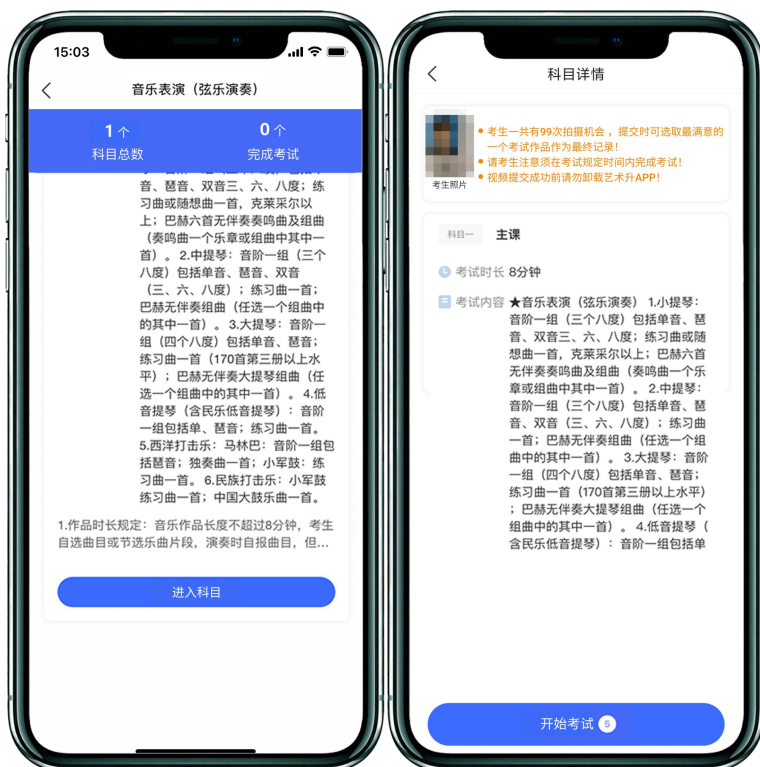 15:03
音乐表演（弦乐演奏）
1个
0个
科目总数
完成考试
音、琶音、双音三、六、八度；练
习曲或随想曲一首，克莱采尔以
上；巴赫六首无伴奏奏鸣曲及组曲
（奏鸣曲一个乐章或组曲中其中一
首）。2.中提琴：音阶一组（三个
八度）包括单音、琶音、双音
（三、六、八度）；练习曲一首；
巴赫无伴奏组曲（任选一个组曲中
的其中一首）。3.大提琴：音阶一
组（四个八度）包括单音、琶音；
练习曲一首（170首第三册以上水
平）；巴赫无伴奏大提琴组曲（任
选一个组曲中的其中一首）。4.低
音提琴（含民乐低音提琴）：音阶
一组包括单、琶音；练习曲一首。
5.西洋打击乐：马林巴：音阶一组包
括琶音；独奏曲一首；小军鼓：练
习曲一首。6.民族打击乐：小军鼓
练习曲一首；中国大鼓乐曲一首。
1.作品时长规定：音乐作品长度不超过8分钟，考生
自选曲目或节选乐曲片段，演奏时自报曲目，但...
进入科目
科目详情
考生一共有99次拍摄机会，提交时可选取最满意的
一个考试作品作为最终记录！
请考生注意须在考试规定时间内完成考试！
视频提交成功前请勿卸载艺术升APP！
考生照片
科目一 主课
考试时长 8分钟
考试内容 ★音乐表演（弦乐演奏） 1.小提琴：
音阶一组（三个八度）包括单音、琶
音、双音三、六、八度；练习曲或随
想曲一首，克莱采尔以上；巴赫六首
无伴奏奏鸣曲及组曲（奏鸣曲一个乐
章或组曲中其中一首）。2.中提琴：
音阶一组（三个八度）包括单音、琶
音、双音（三、六、八度）；练习曲
一首；巴赫无伴奏组曲（任选一个组
曲中的其中一首）。3.大提琴：音阶
一组（四个八度）包括单音、琶音；
练习曲一首（170首第三册以上水平）
；巴赫无伴奏大提琴组曲（任选一个
组曲中的其中一首）。4.低音提琴（
含民乐低音提琴）：音阶一组包括单
开始考试 5